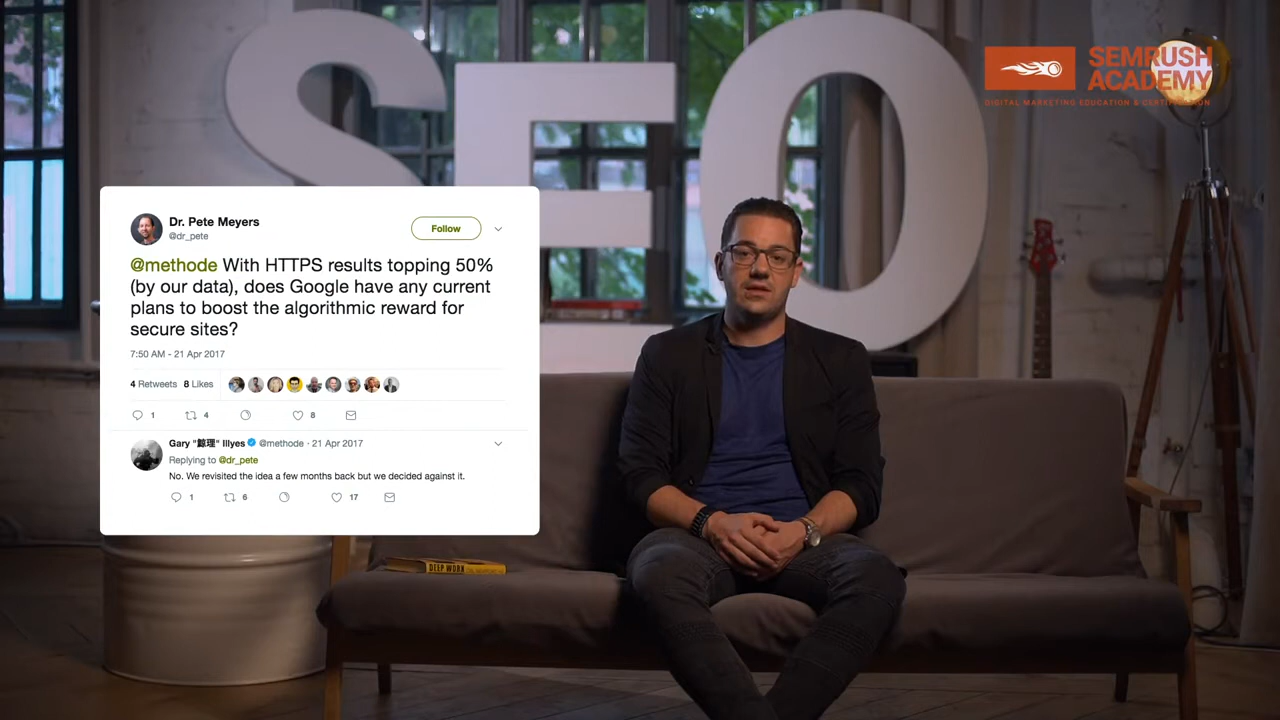 SEO
SEMRUSH
ACADEMY
DIGITAL MARKETING EDUCATION & CERTIFICATION
Dr. Pete Meyers
@dr_pete
Follow
@methode With HTTPS results topping 50%
(by our data), does Google have any current
plans to boost the algorithmic reward for
secure sites?
7:50 AM - 21 Apr 2017
4 Retweets 8 Likes
1 4 8
Gary "鯨理" Illyes @methode · 21 Apr 2017
Replying to @dr_pete
No. We revisited the idea a few months back but we decided against it.
1 6 17
DEEP WORK